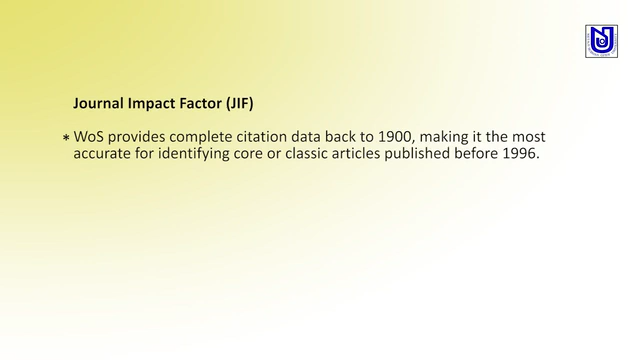 Journal Impact Factor (JIF)
* WoS provides complete citation data back to 1900, making it the most
accurate for identifying core or classic articles published before 1996.